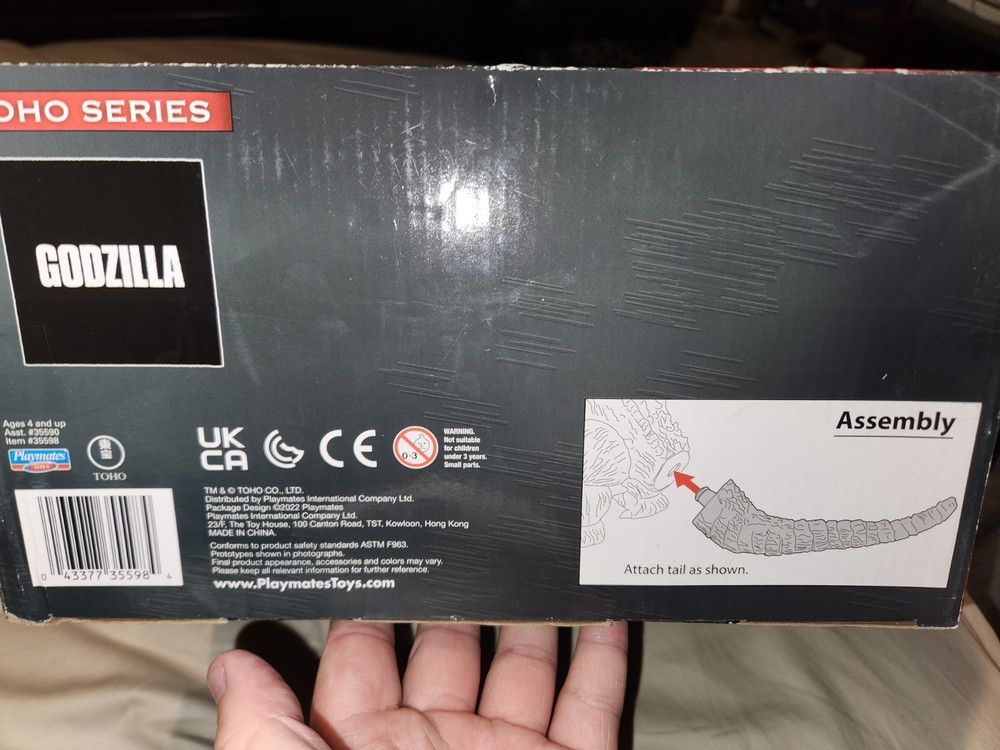 OHO SERIES
GODZILLA
Ages 4 and up
Asst. #35590
Item #35598
Playmates
TOYS
東
宝
TOHO
UK
CA
CE
0-3
WARNING.
Not suitable
for children
under 3 years.
Small parts.
TM & © TOHO CO., LTD.
Distributed by Playmates International Company Ltd.
Package Design ©2022 Playmates
Playmates International Company Ltd.
23/F, The Toy House, 100 Canton Road, TST, Kowloon, Hong Kong
MADE IN CHINA.
Conforms to product safety standards ASTM F963.
Prototypes shown in photographs.
Final product appearance, accessories and colors may vary.
Please keep all relevant information for further reference.
www.PlaymatesToys.com
0 43377 35598 4
Assembly
Attach tail as shown.